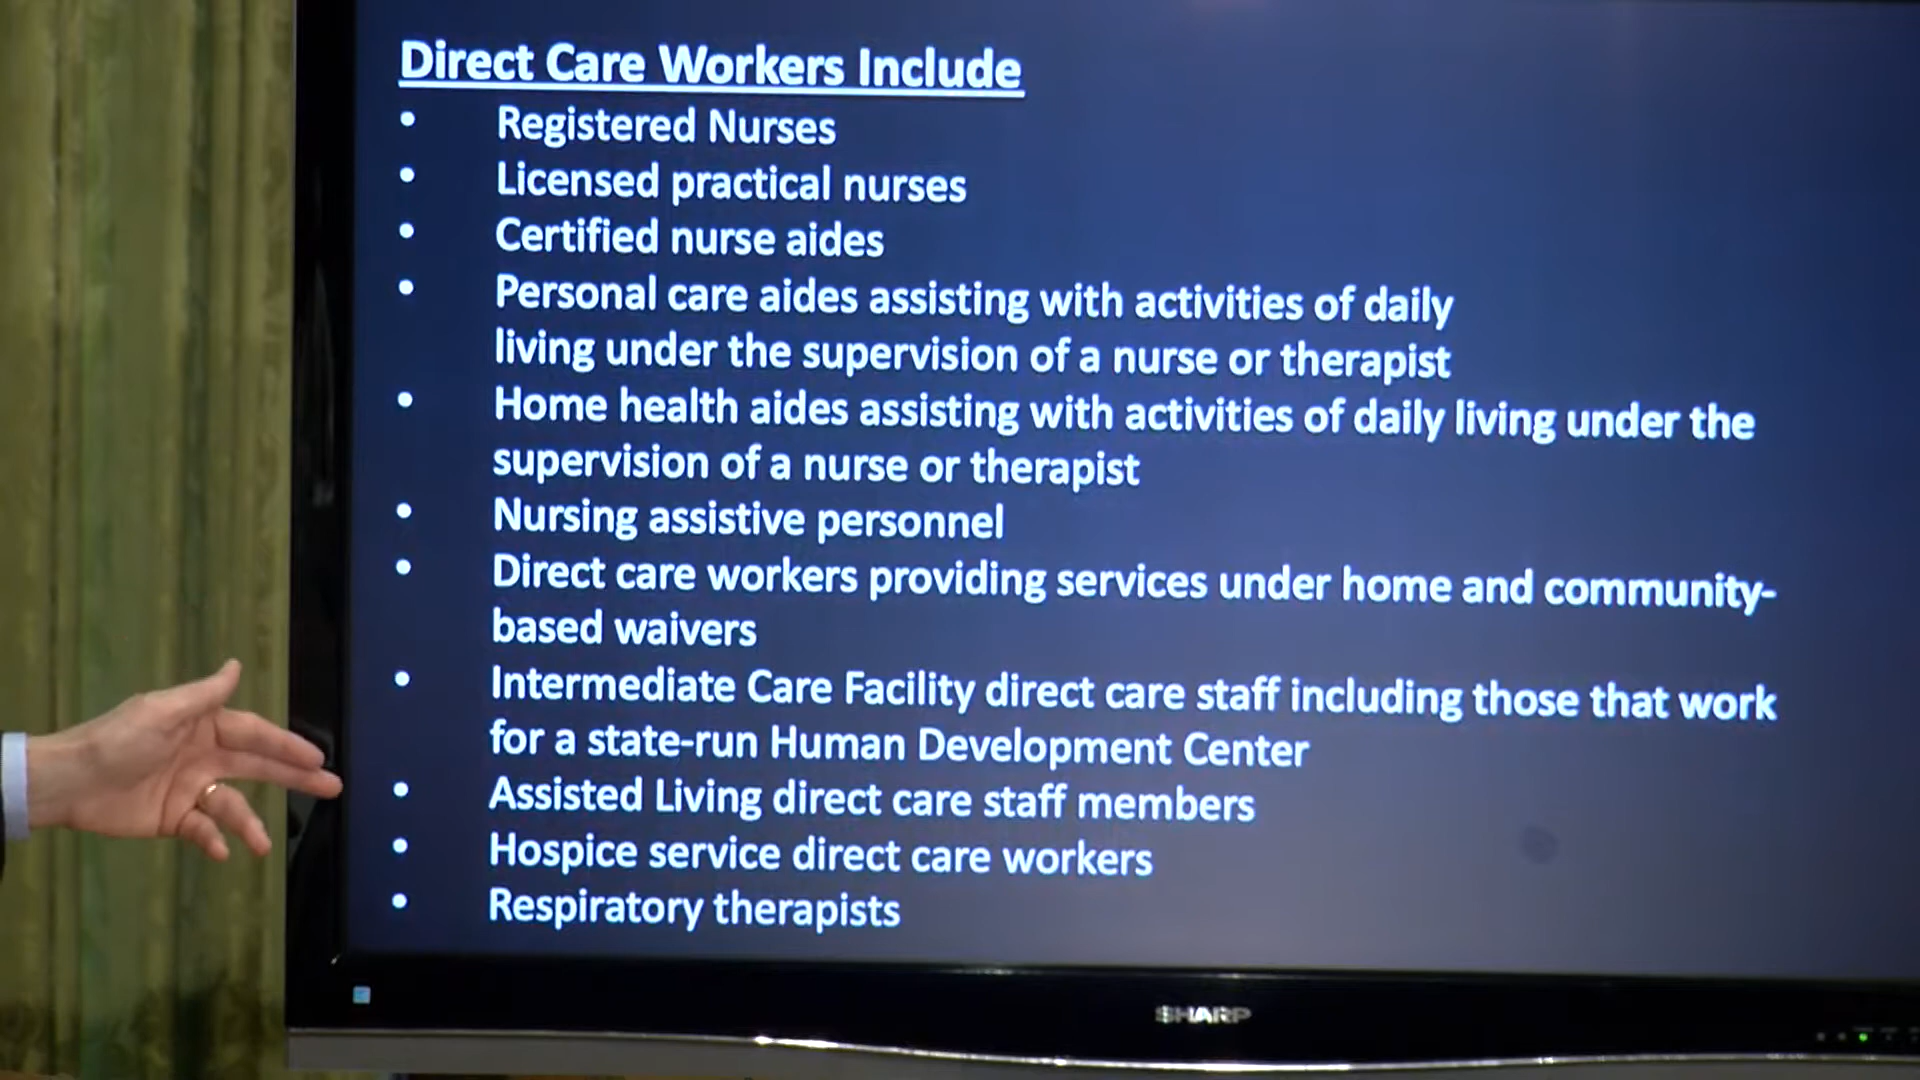 Direct Care Workers Include
• Registered Nurses
• Licensed practical nurses
• Certified nurse aides
• Personal care aides assisting with activities of daily
living under the supervision of a nurse or therapist
• Home health aides assisting with activities of daily living under the
supervision of a nurse or therapist
• Nursing assistive personnel
• Direct care workers providing services under home and community-
based waivers
• Intermediate Care Facility direct care staff including those that work
for a state-run Human Development Center
• Assisted Living direct care staff members
• Hospice service direct care workers
• Respiratory therapists
SHARP